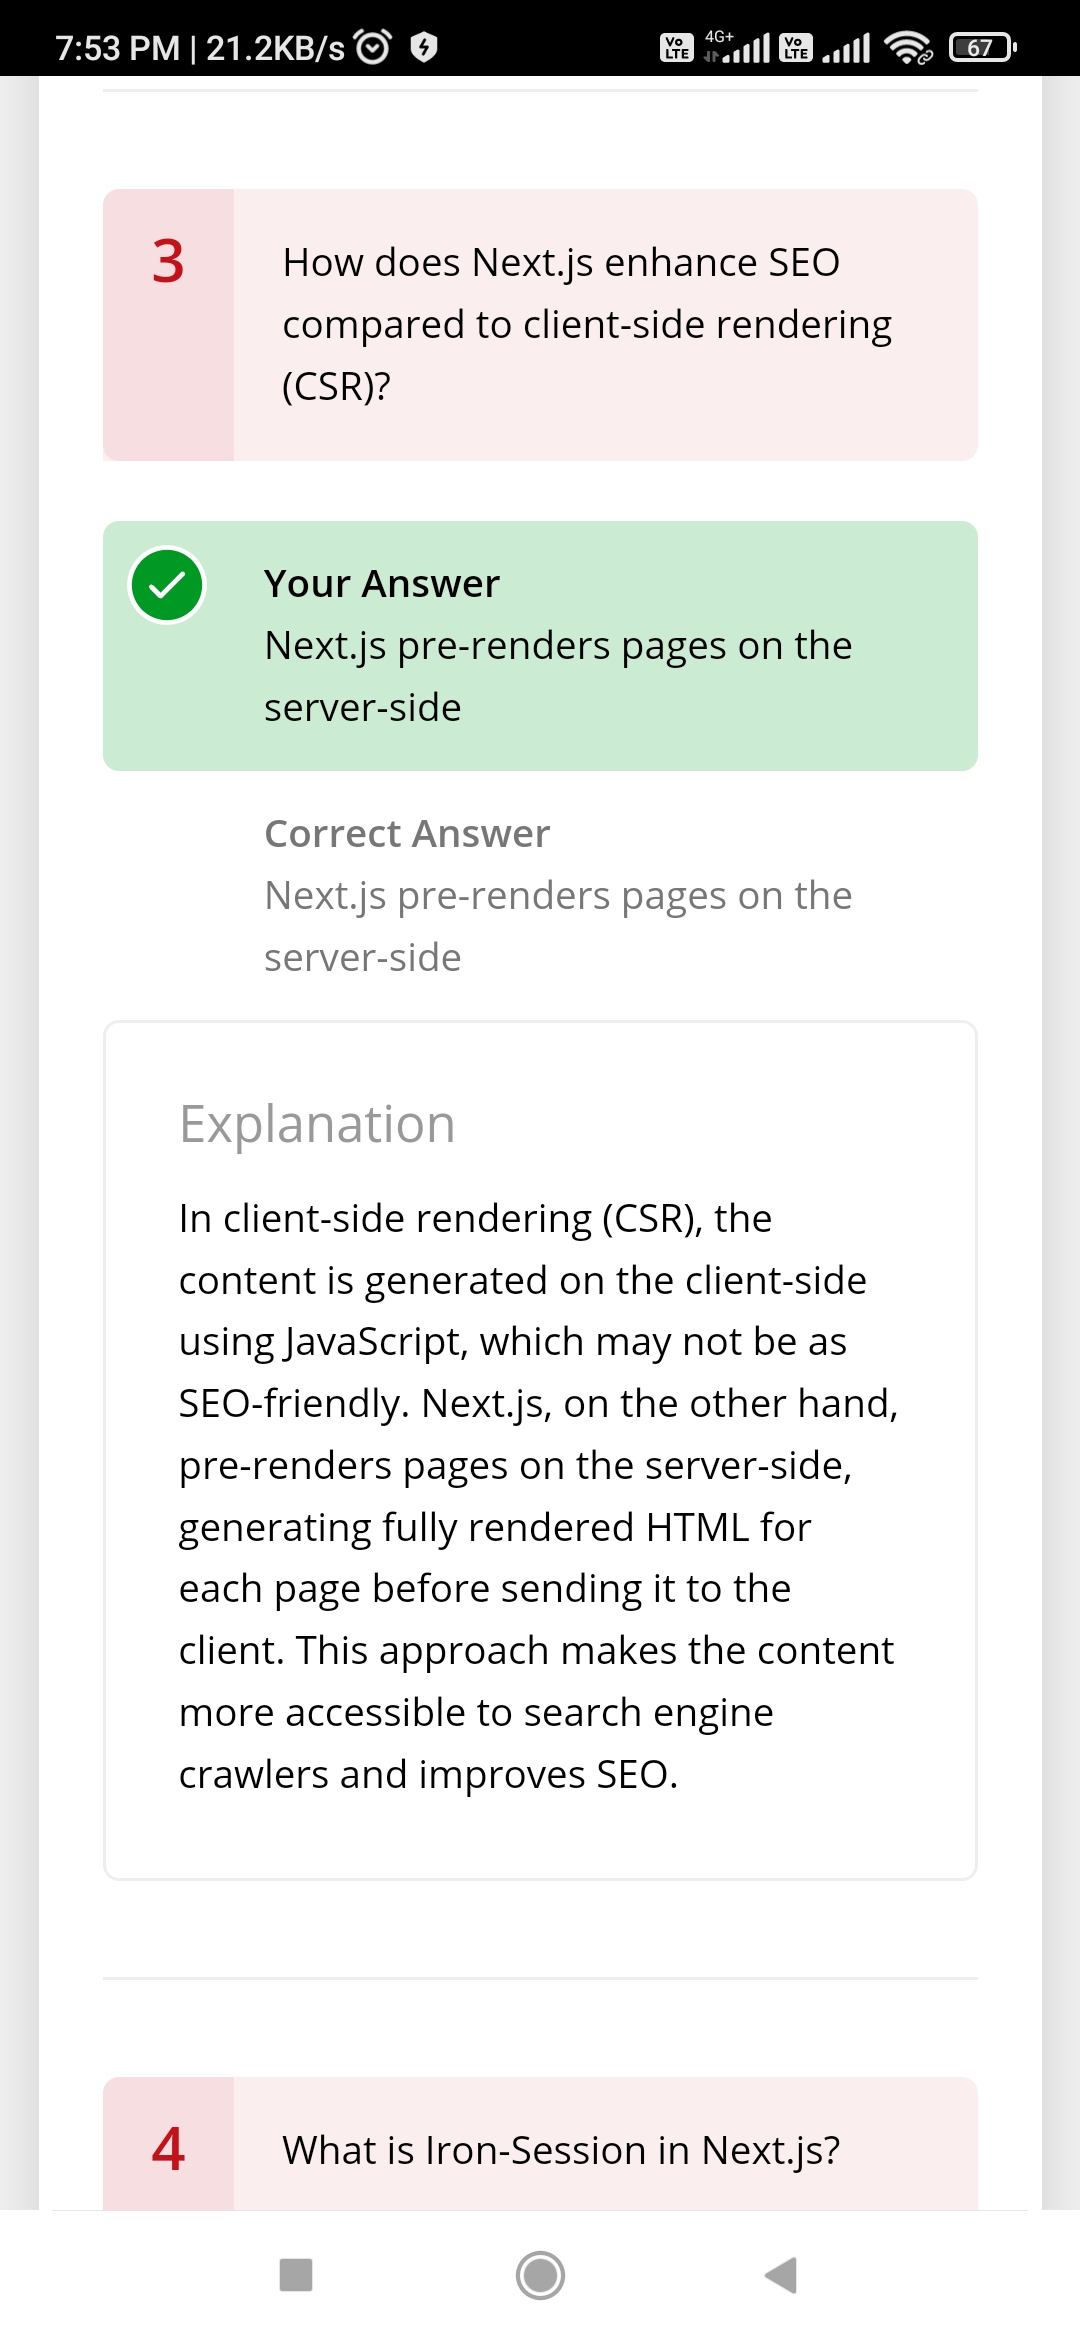 7:53 PM | 21.2KB/s
Vo LTE 4G+ Vo LTE 67
3
How does Next.js enhance SEO
compared to client-side rendering
(CSR)?
Your Answer
Next.js pre-renders pages on the
server-side
Correct Answer
Next.js pre-renders pages on the
server-side
Explanation
In client-side rendering (CSR), the
content is generated on the client-side
using JavaScript, which may not be as
SEO-friendly. Next.js, on the other hand,
pre-renders pages on the server-side,
generating fully rendered HTML for
each page before sending it to the
client. This approach makes the content
more accessible to search engine
crawlers and improves SEO.
4
What is Iron-Session in Next.js?